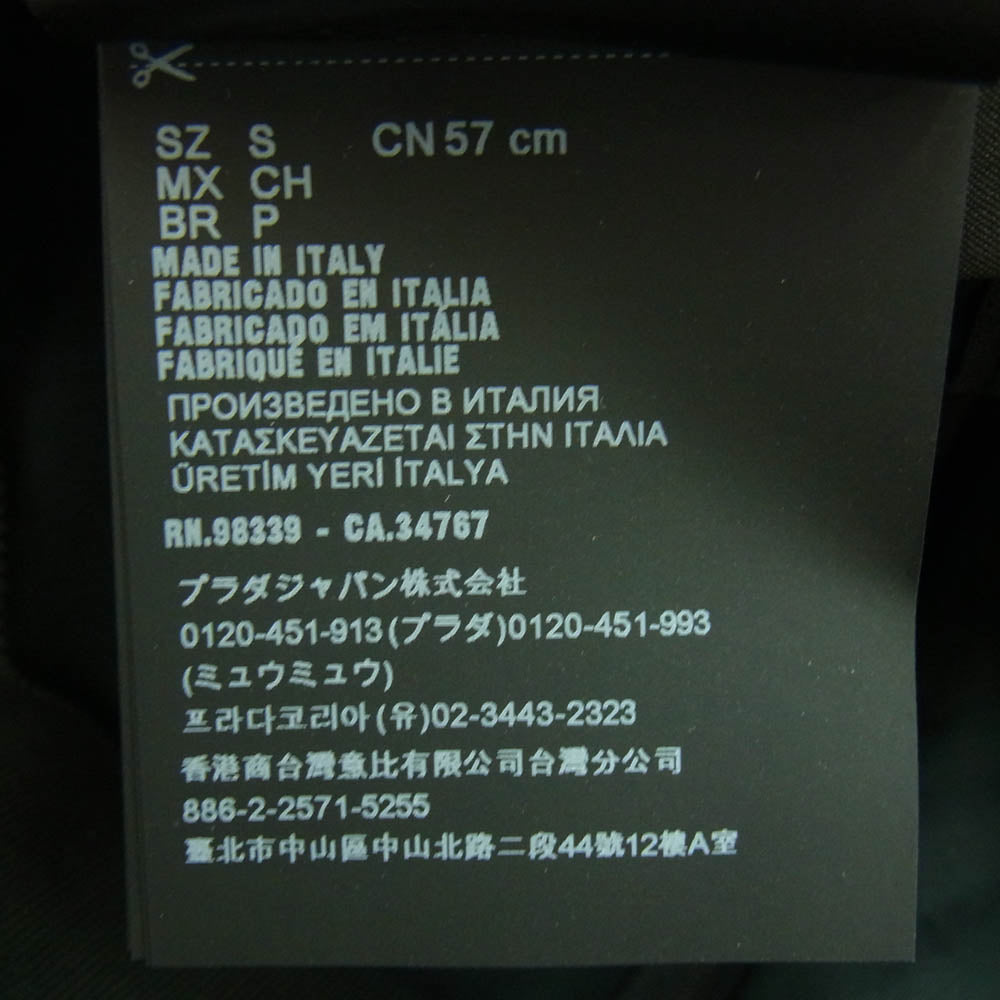 SZ S CN 57 cm
MX CH
BR P
MADE IN ITALY
FABRICADO EN ITALIA
FABRICADO EM ITÁLIA
FABRIQUÉ EN ITALIE
ПРОИЗВЕДЕНО В ИТАЛИЯ
ΚΑΤΑΣΚΕΥΑΖΕΤΑΙ ΣΤΗΝ ΙΤΑΛΙΑ
ÜRETİM YERİ İTALYA
RN.98339 - CA.34767
プラダジャパン株式会社
0120-451-913(プラダ)0120-451-993
(ミュウミュウ)
프라다코리아(유)02-3443-2323
香港商台灣意比有限公司台灣分公司
886-2-2571-5255
臺北市中山區中山北路二段44號12樓A室